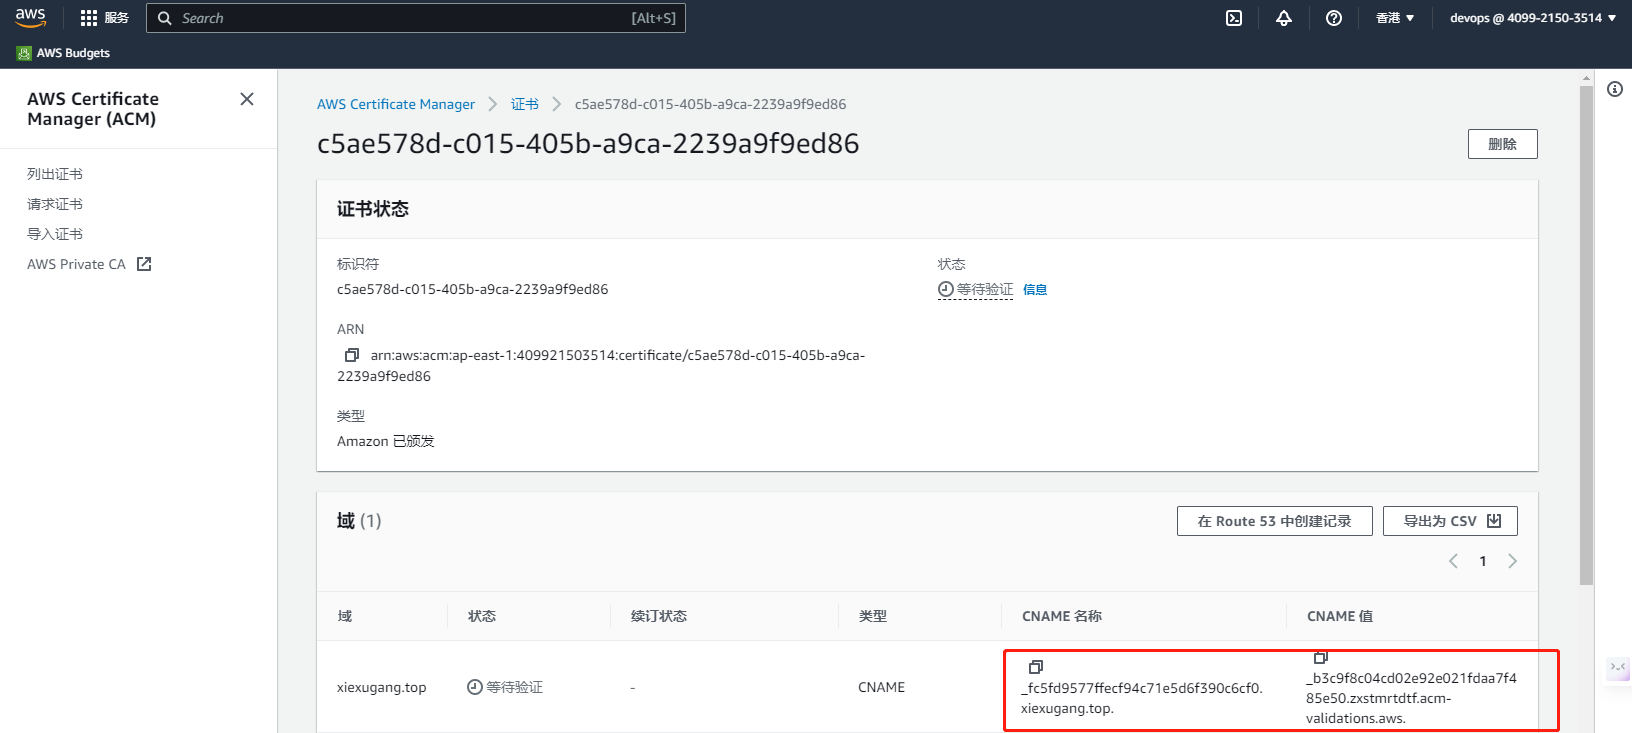 aws
服务
Search
[Alt+S]
香港
devops @ 4099-2150-3514
AWS Budgets
AWS Certificate
Manager (ACM)
列出证书
请求证书
导入证书
AWS Private CA
AWS Certificate Manager
证书
c5ae578d-c015-405b-a9ca-2239a9f9ed86
c5ae578d-c015-405b-a9ca-2239a9f9ed86
删除
证书状态
标识符
c5ae578d-c015-405b-a9ca-2239a9f9ed86
状态
等待验证 信息
ARN
arn:aws:acm:ap-east-1:409921503514:certificate/c5ae578d-c015-405b-a9ca-
2239a9f9ed86
类型
Amazon 已颁发
域 (1)
在 Route 53 中创建记录
导出为 CSV
1
域
状态
续订状态
类型
CNAME 名称
CNAME 值
xiexugang.top
等待验证
-
CNAME
_fc5fd9577ffecf94c71e5d6f390c6cf0.
xiexugang.top.
_b3c9f8c04cd02e92e021fdaa7f4
85e50.zxstmrtdtf.acm-
validations.aws.